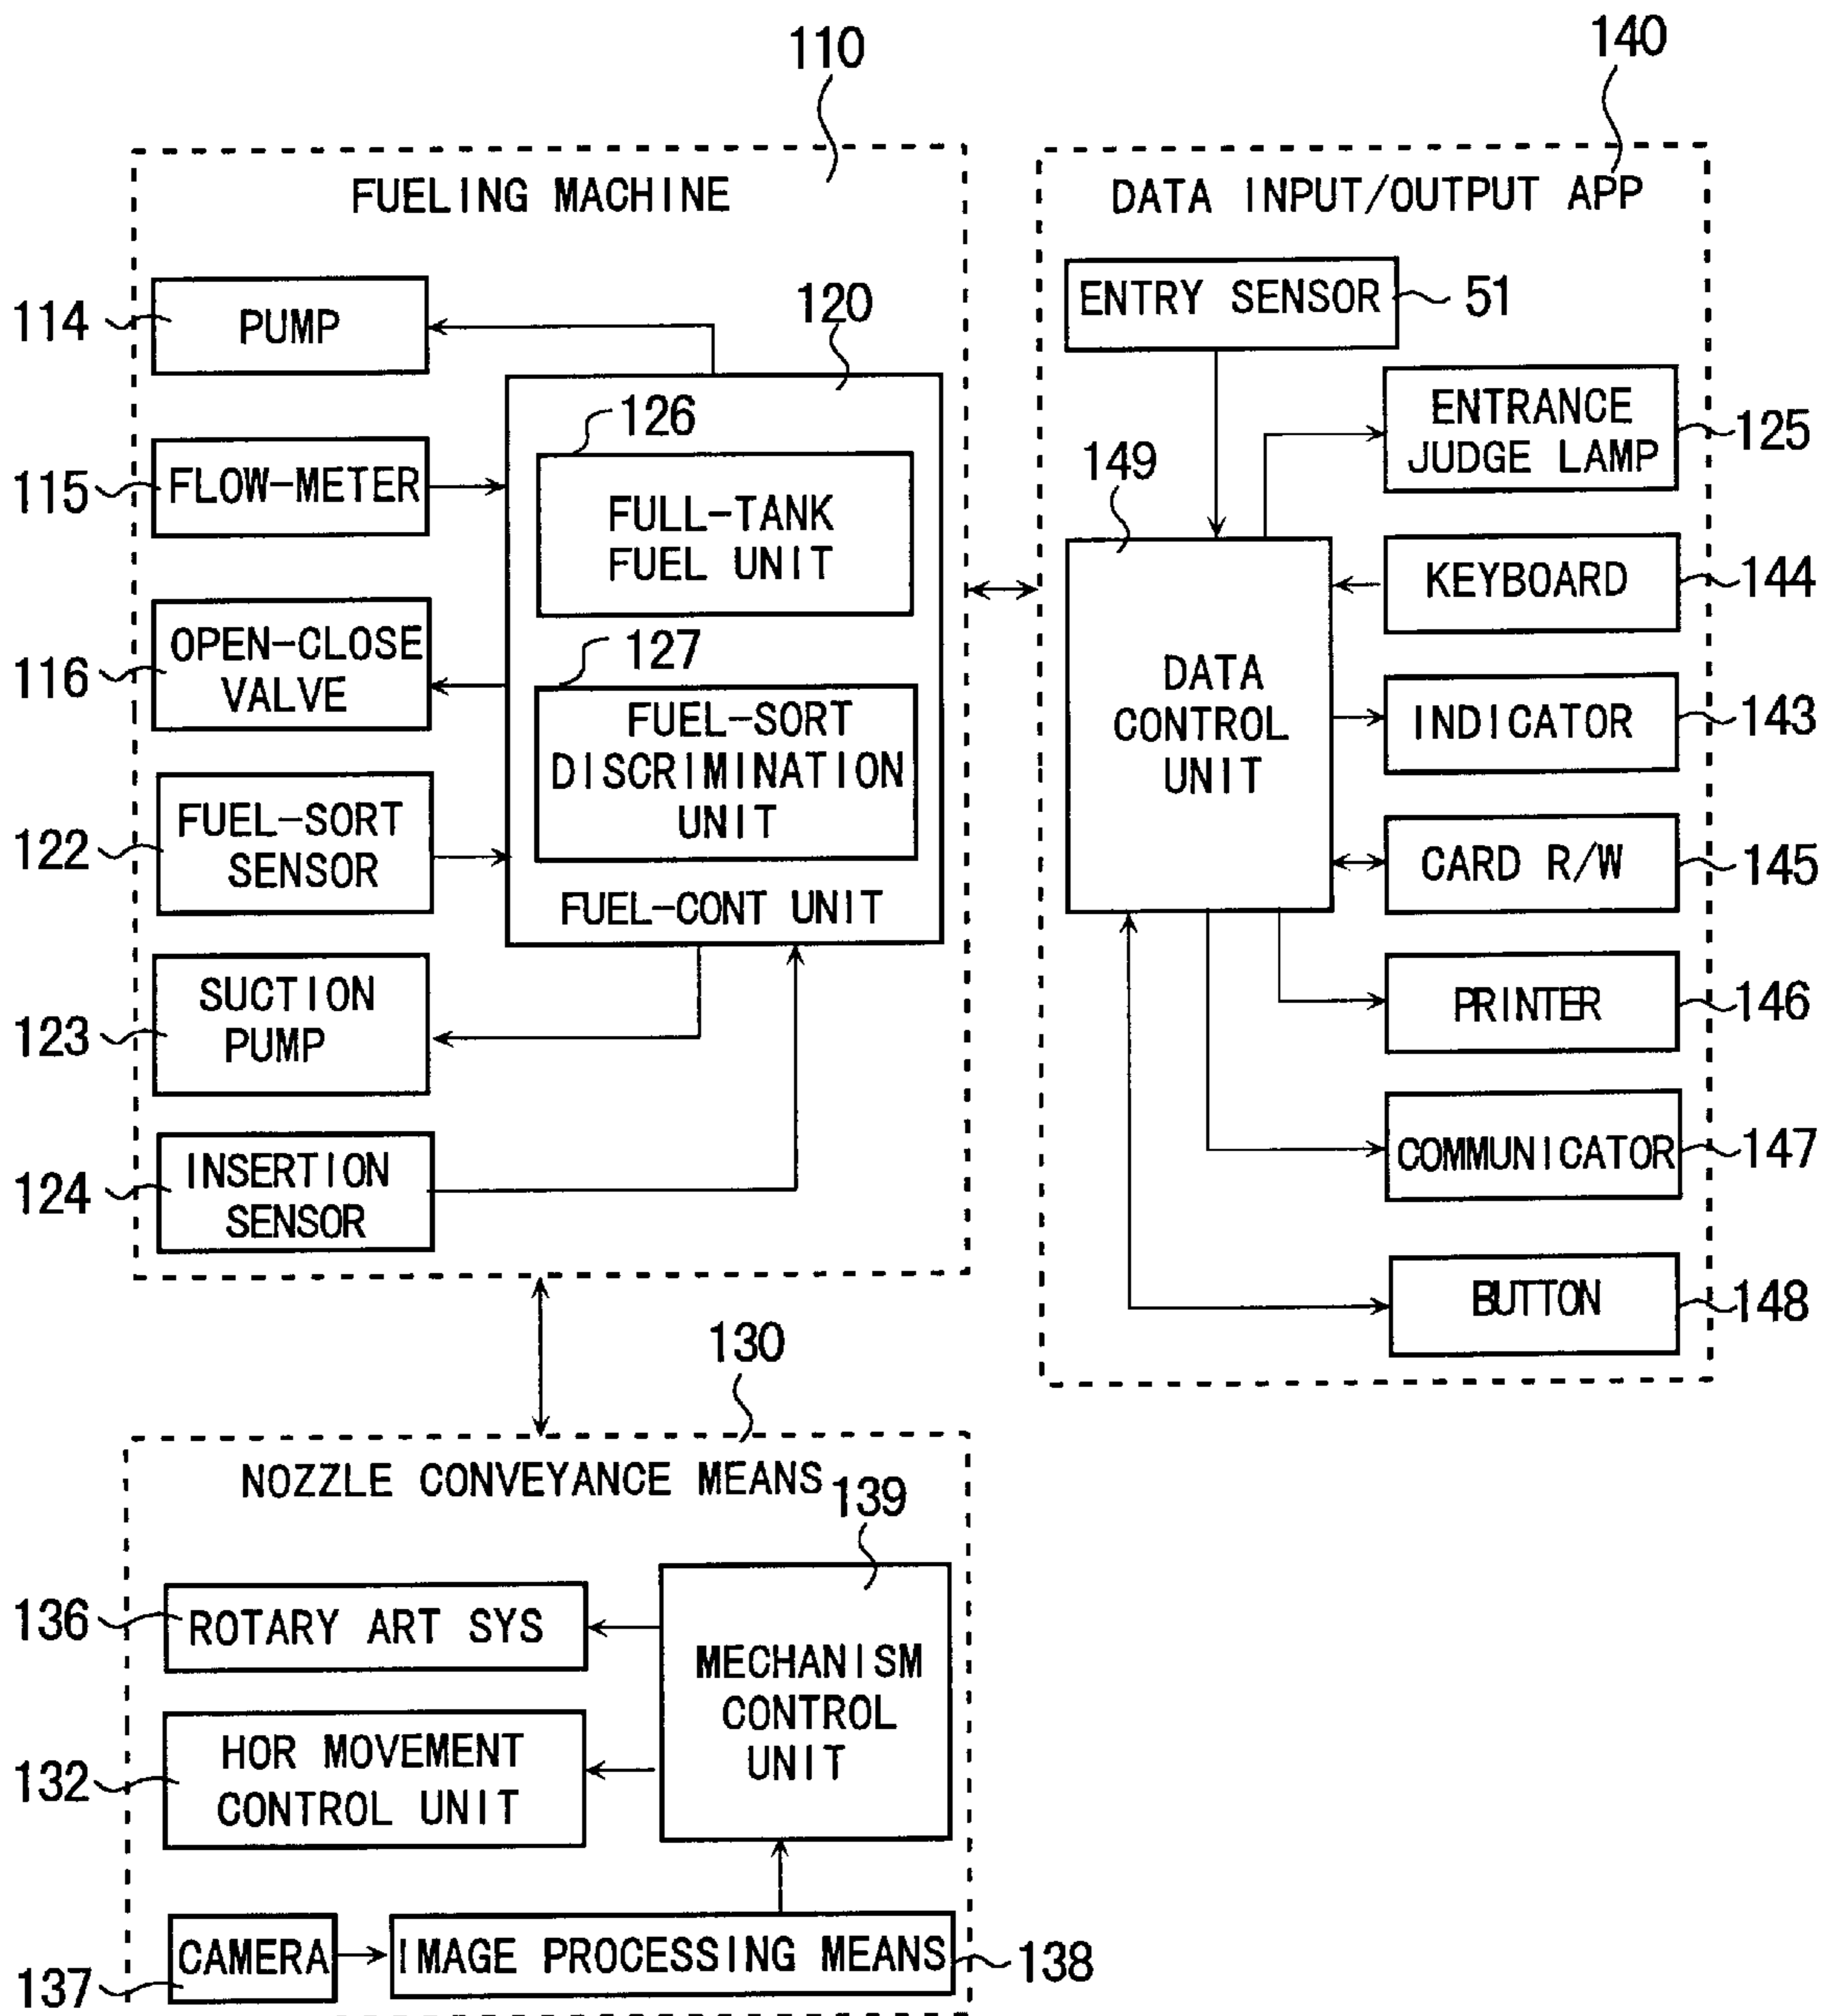 110
140
FUELING MACHINE
114
PUMP
120
115
FLOW-METER
126
FULL-TANK
FUEL UNIT
116
OPEN-CLOSE
VALVE
127
FUEL-SORT
DISCRIMINATION
UNIT
122
FUEL-SORT
SENSOR
FUEL-CONT UNIT
123
SUCTION
PUMP
124
INSERTION
SENSOR
DATA INPUT/OUTPUT APP
ENTRY SENSOR
51
ENTRANCE
JUDGE LAMP
125
149
DATA
CONTROL
UNIT
KEYBOARD
144
INDICATOR
143
CARD R/W
145
PRINTER
146
COMMUNICATOR
147
BUTTON
148
130
NOZZLE CONVEYANCE MEANS
139
136
ROTARY ART SYS
MECHANISM
CONTROL
UNIT
132
HOR MOVEMENT
CONTROL UNIT
137
CAMERA
IMAGE PROCESSING MEANS
138